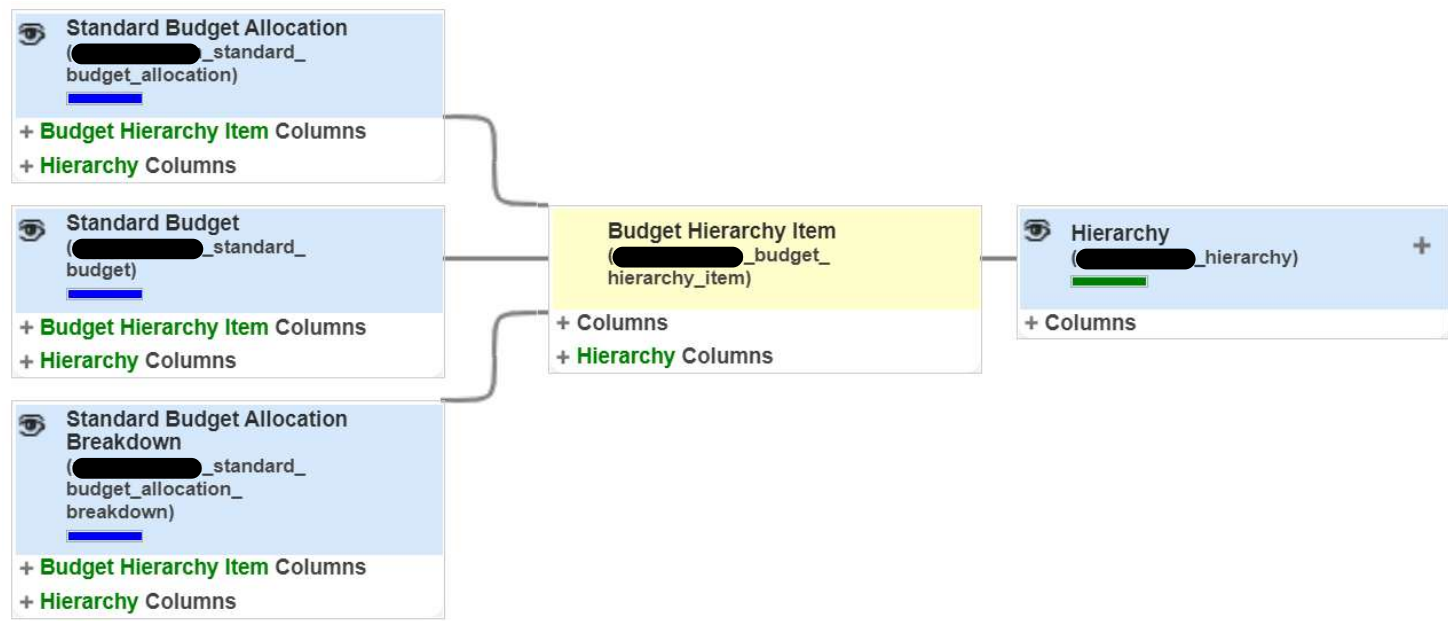 Standard Budget Allocation
(_standard_
budget_allocation)
+ Budget Hierarchy Item Columns
+ Hierarchy Columns
Standard Budget
(_standard_
budget)
+ Budget Hierarchy Item Columns
+ Hierarchy Columns
Standard Budget Allocation
Breakdown
(_standard_
budget_allocation_
breakdown)
+ Budget Hierarchy Item Columns
+ Hierarchy Columns
Budget Hierarchy Item
(_budget_
hierarchy_item)
+ Columns
+ Hierarchy Columns
Hierarchy
(_hierarchy)
+
+ Columns